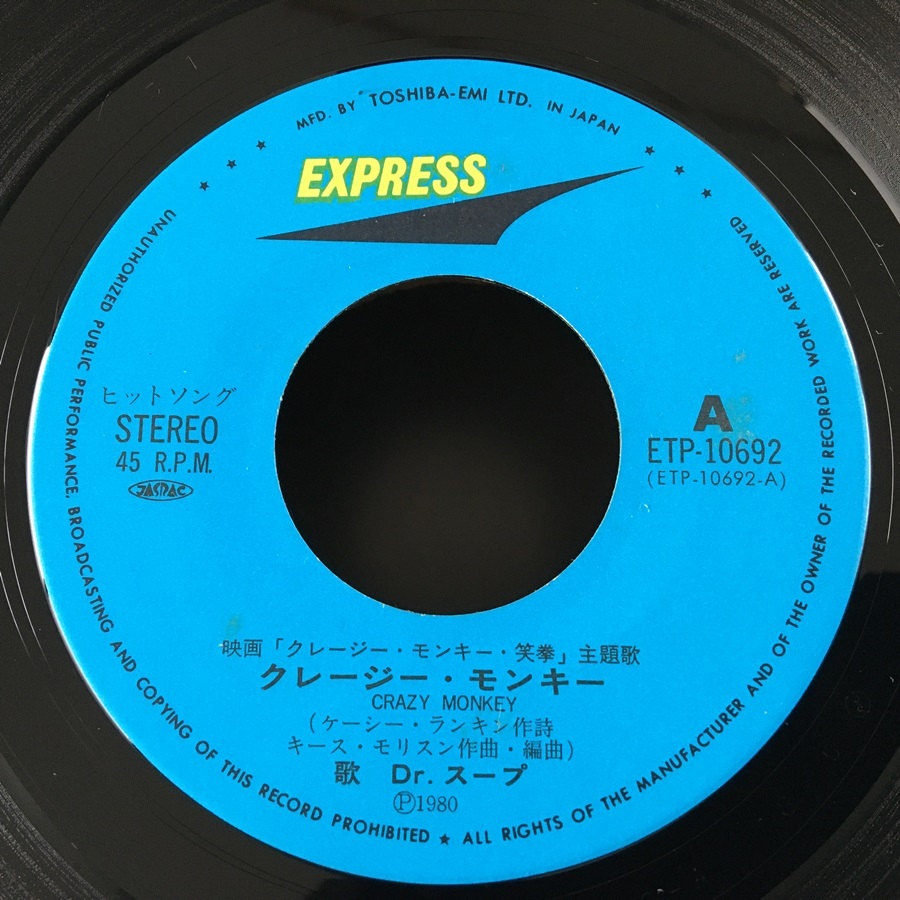 MFD. BY TOSHIBA-EMI LTD. IN JAPAN
EXPRESS
ヒットソング
STEREO
45 R.P.M.
JASRAC
A
ETP-10692
(ETP-10692-A)
映画「クレージー・モンキー・笑拳」主題歌
クレージー・モンキー
CRAZY MONKEY
(ケーシー・ランキン作詩
キース・モリスン作曲・編曲)
歌 Dr. スープ
Ⓟ1980
UNAUTHORIZED PUBLIC PERFORMANCE, BROADCASTING AND COPYING OF THIS RECORD PROHIBITED ★ ALL RIGHTS OF THE MANUFACTURER AND OF THE OWNER OF THE RECORDED WORK ARE RESERVED